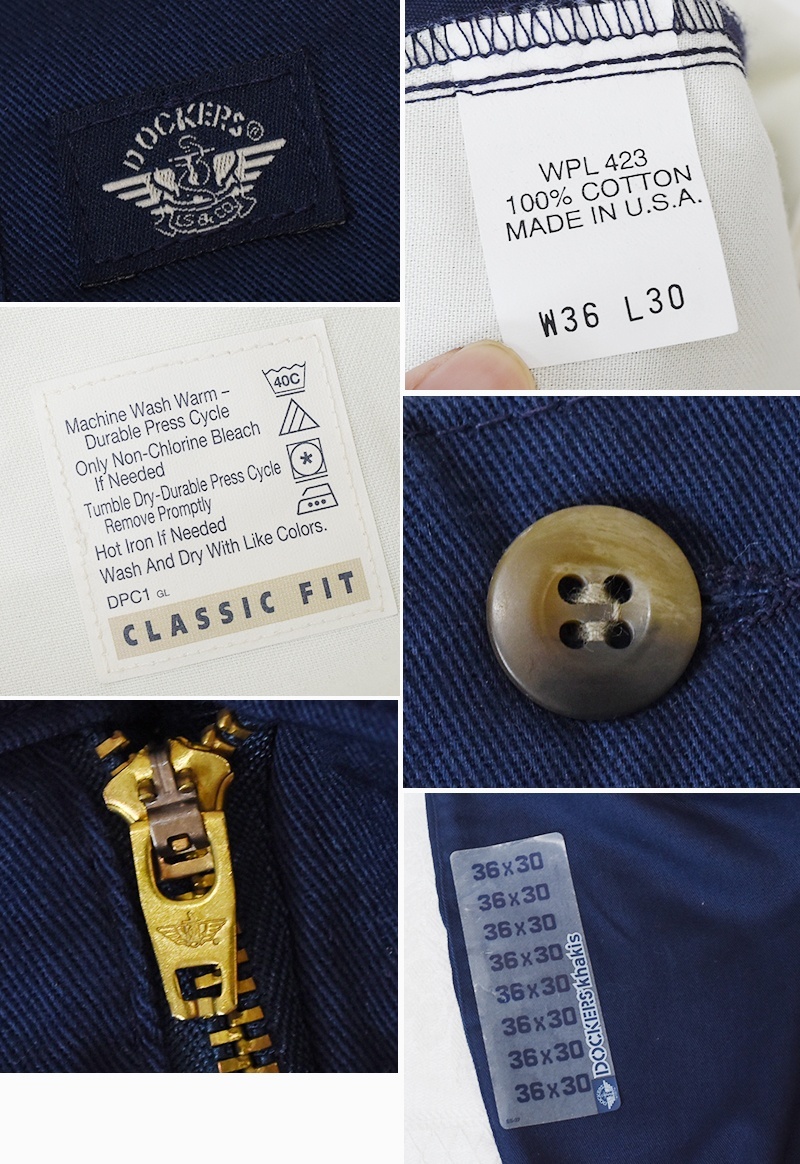 DOCKERS®
LS & CO.
WPL 423
100% COTTON
MADE IN U.S.A.
W36 L30
40C
Machine Wash Warm –
Durable Press Cycle
Only Non-Chlorine Bleach
If Needed
Tumble Dry-Durable Press Cycle
Remove Promptly
Hot Iron If Needed
Wash And Dry With Like Colors.
DPC1 GL
CLASSIC FIT
36x30
36x30
36x30
36x30
36x30
36x30
36x30
36x30
DOCKERS® khakis